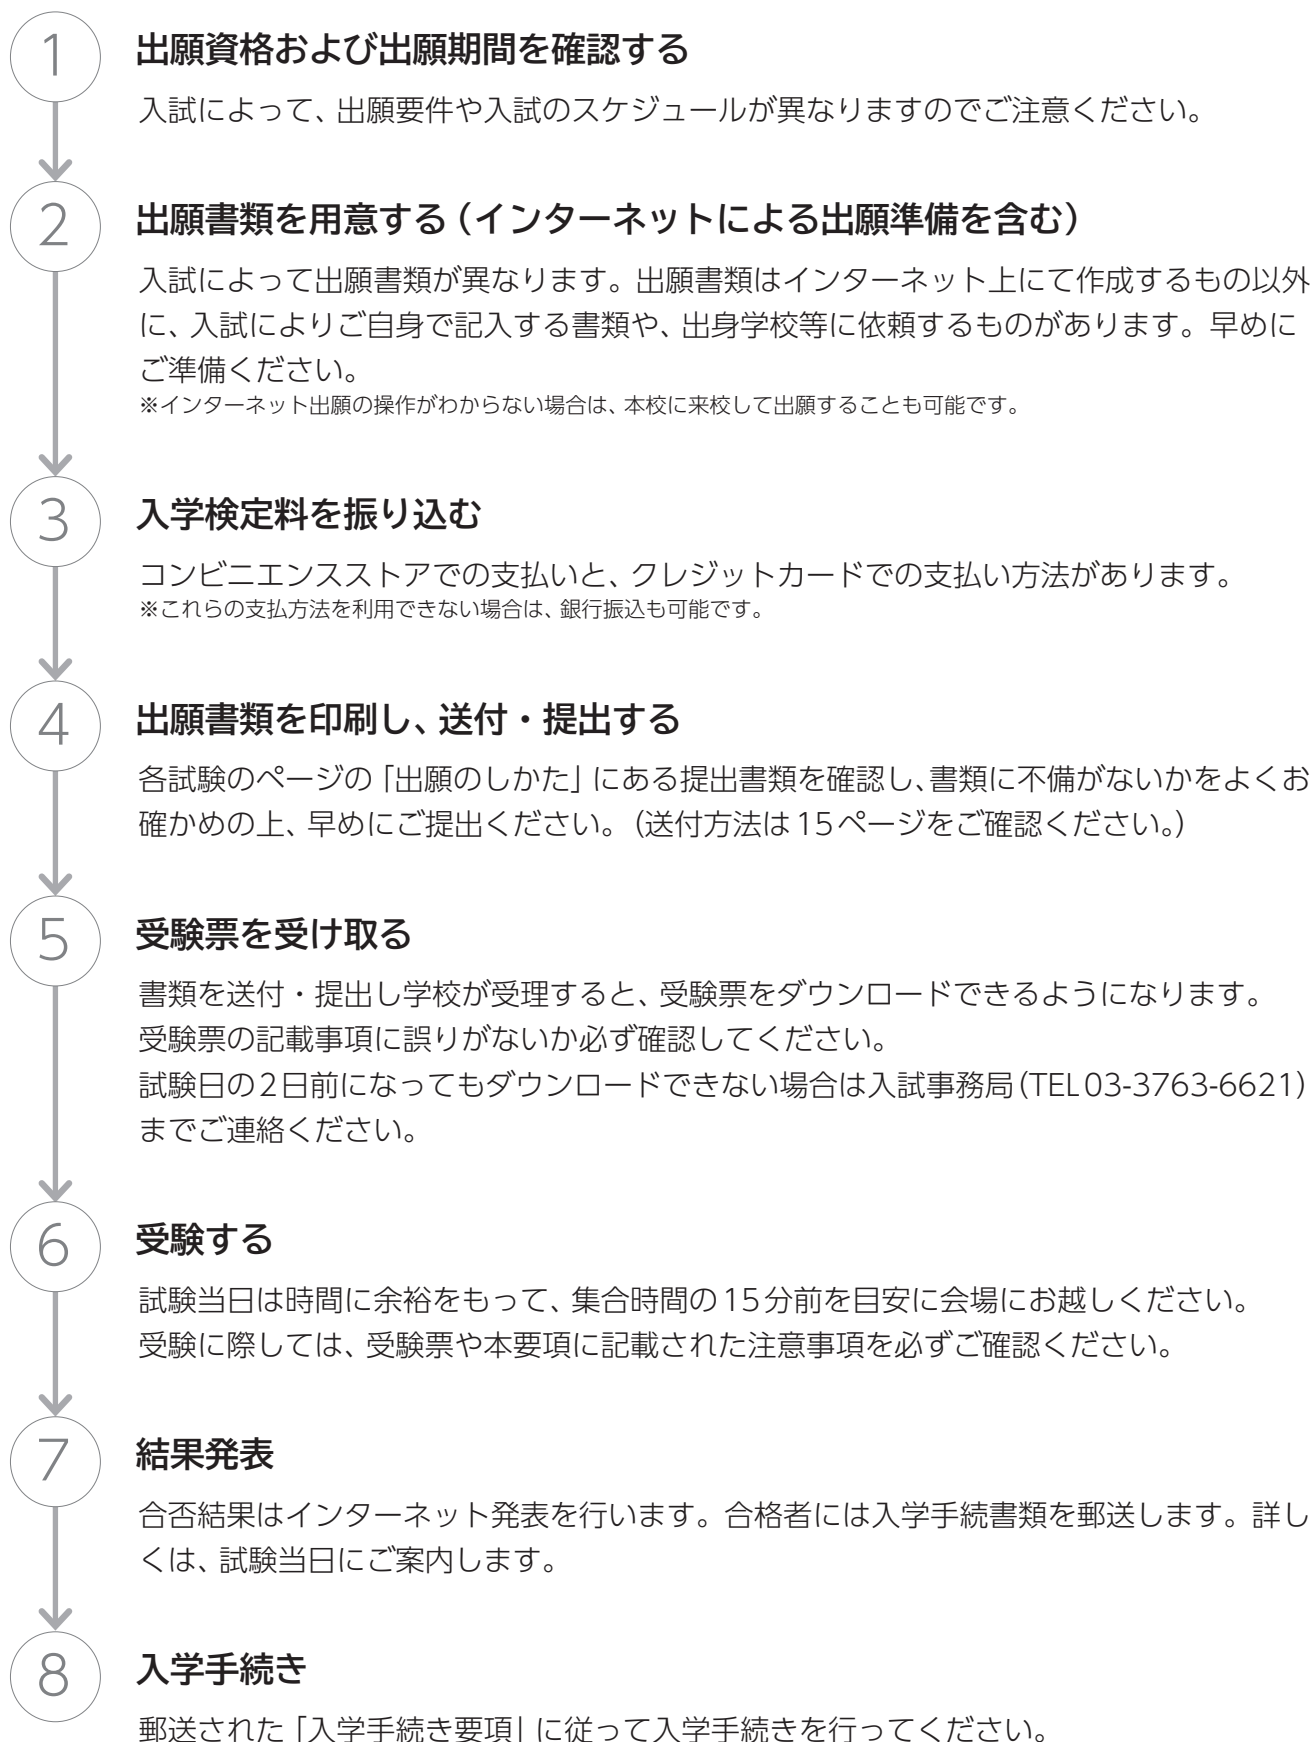 1
出願資格および出願期間を確認する
入試によって、出願要件や入試のスケジュールが異なりますのでご注意ください。
2
出願書類を用意する（インターネットによる出願準備を含む）
入試によって出願書類が異なります。出願書類はインターネット上にて作成するもの以外
に、入試によりご自身で記入する書類や、出身学校等に依頼するものがあります。早めに
ご準備ください。
※インターネット出願の操作がわからない場合は、本校に来校して出願することも可能です。
3
入学検定料を振り込む
コンビニエンスストアでの支払いと、クレジットカードでの支払い方法があります。
※これらの支払方法を利用できない場合は、銀行振込も可能です。
4
出願書類を印刷し、送付・提出する
各試験のページの「出願のしかた」にある提出書類を確認し、書類に不備がないかをよくお
確かめの上、早めにご提出ください。（送付方法は15ページをご確認ください。）
5
受験票を受け取る
書類を送付・提出し学校が受理すると、受験票をダウンロードできるようになります。
受験票の記載事項に誤りがないか必ず確認してください。
試験日の2日前になってもダウンロードできない場合は入試事務局（TEL 03-3763-6621）
までご連絡ください。
6
受験する
試験当日は時間に余裕をもって、集合時間の15分前を目安に会場にお越しください。
受験に際しては、受験票や本要項に記載された注意事項を必ずご確認ください。
7
結果発表
合否結果はインターネット発表を行います。合格者には入学手続書類を郵送します。詳し
くは、試験当日にご案内します。
8
入学手続き
郵送された「入学手続き要項」に従って入学手続きを行ってください。